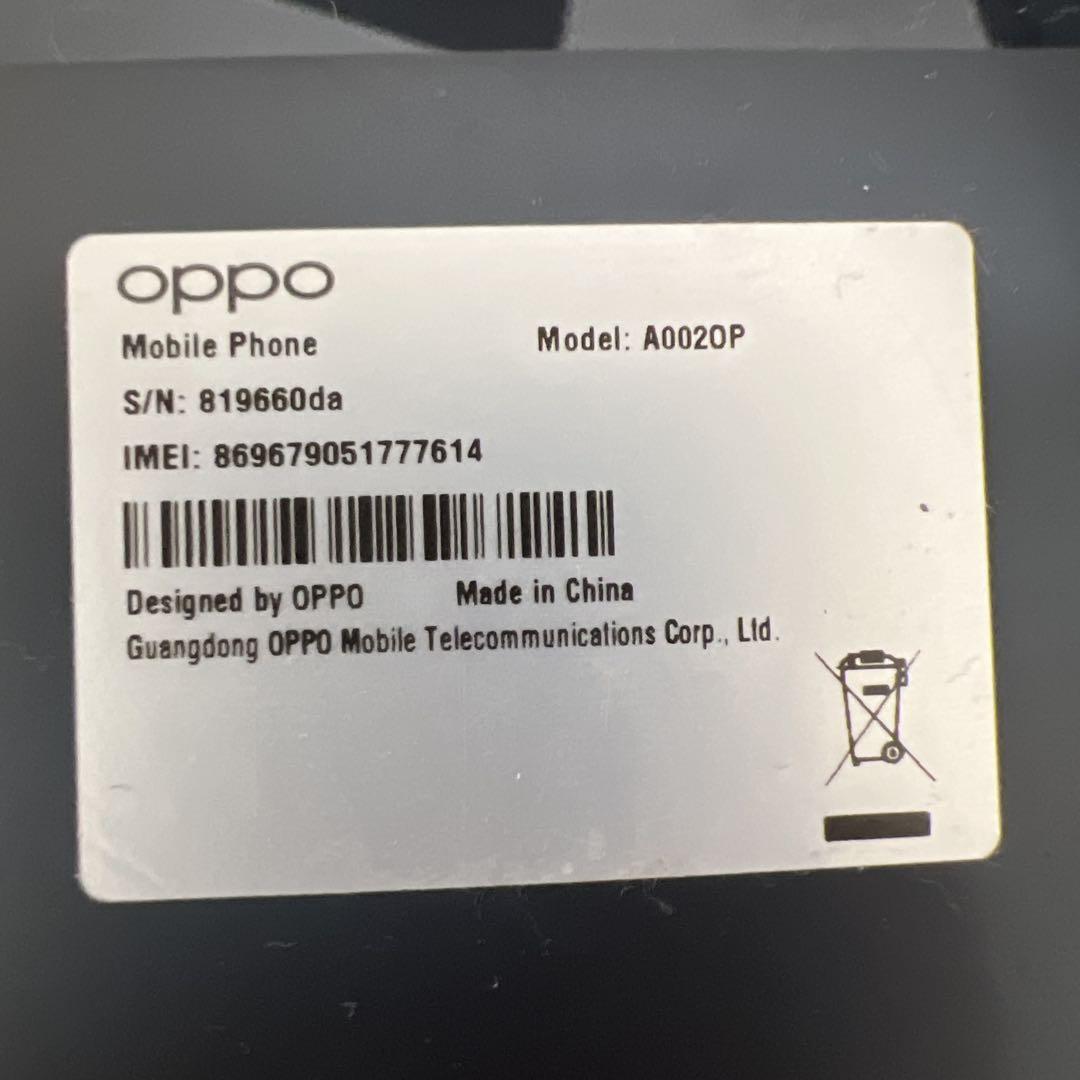 oppo
Mobile Phone Model: A002OP
S/N: 819660da
IMEI: 869679051777614
Designed by OPPO Made in China
Guangdong OPPO Mobile Telecommunications Corp., Ltd.